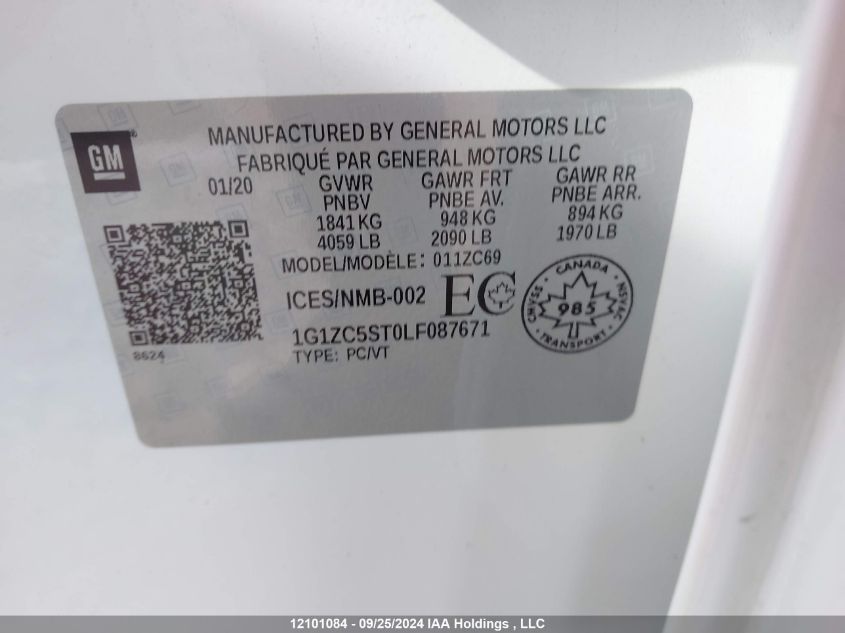 GM
MANUFACTURED BY GENERAL MOTORS LLC
FABRIQUÉ PAR GENERAL MOTORS LLC
01/20 GVWR GAWR FRT GAWR RR
PNBV PNBE AV. PNBE ARR.
1841 KG 948 KG 894 KG
4059 LB 2090 LB 1970 LB
MODEL/MODÈLE: 011ZC69
ICES/NMB-002 EC
CANADA
CMVSS 985 NSVAC
TRANSPORT
1G1ZC5ST0LF087671
8624
TYPE: PC/VT
12101084 - 09/25/2024 IAA Holdings , LLC